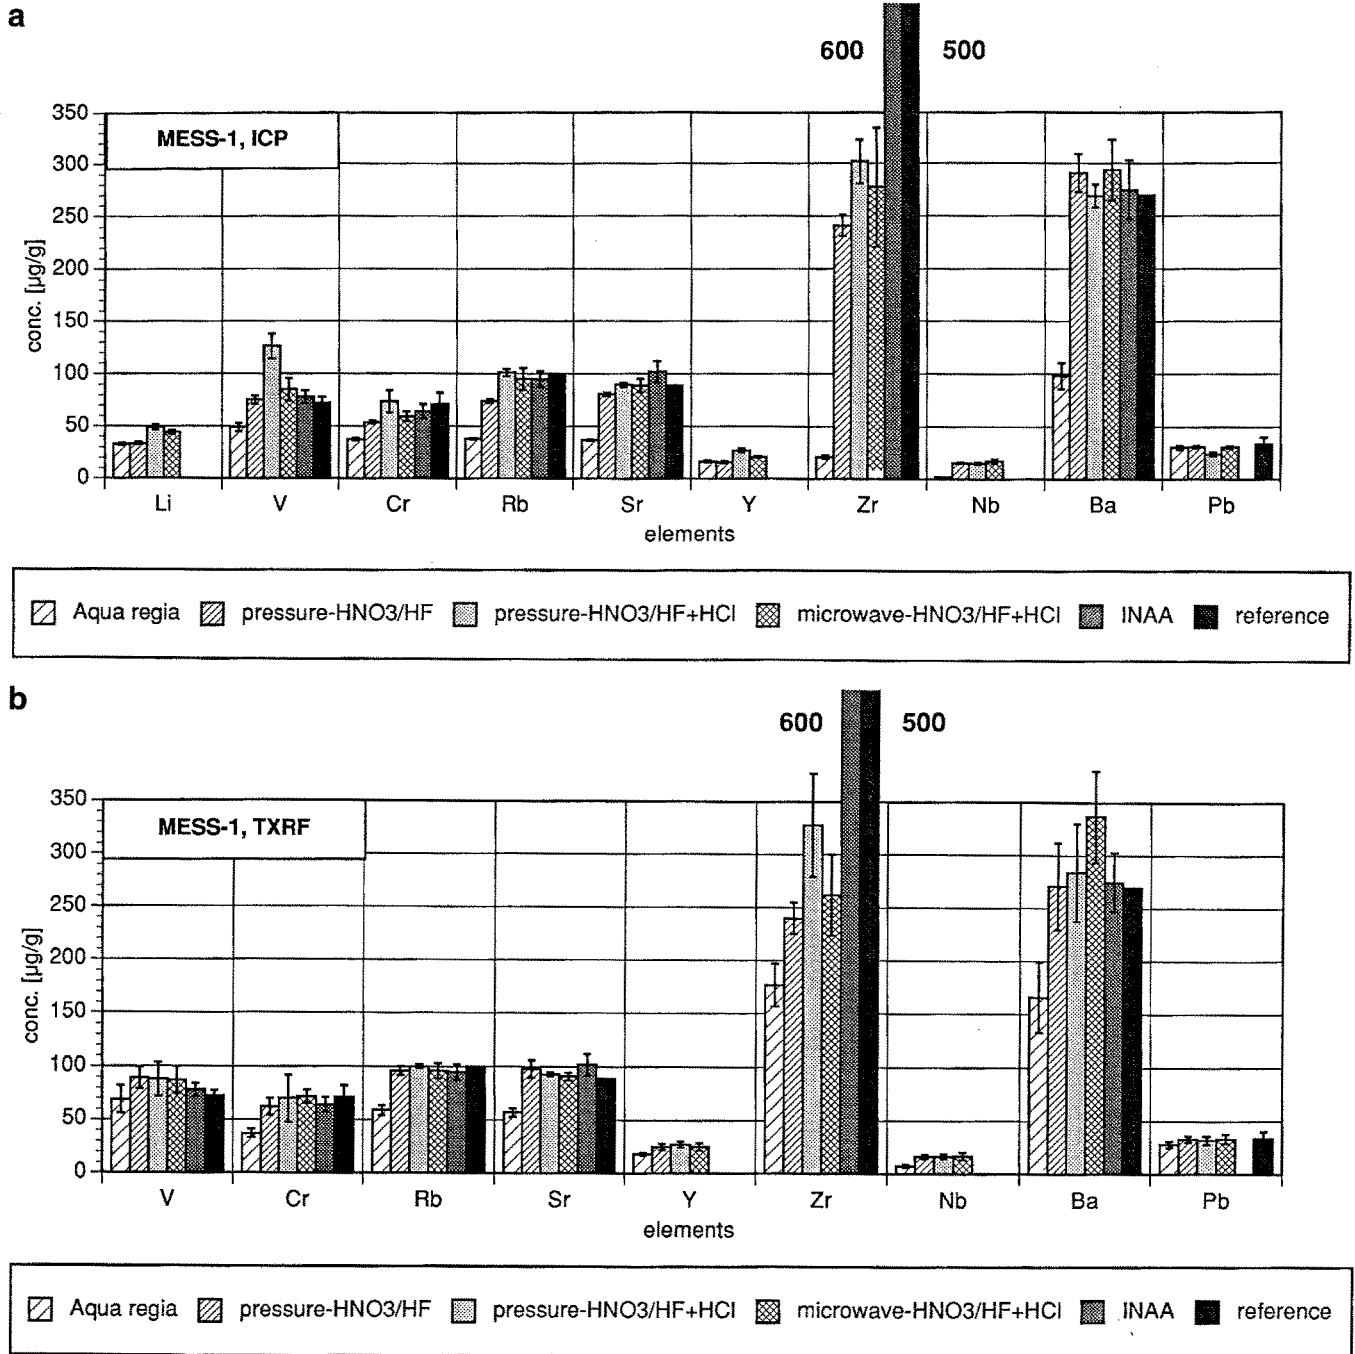 a
600 500
350
300
250
200
150
100
50
0
conc. [µg/g]
MESS-1, ICP
Li V Cr Rb Sr Y Zr Nb Ba Pb
elements
Aqua regia pressure-HNO3/HF pressure-HNO3/HF+HCl microwave-HNO3/HF+HCl INAA reference
b
600 500
350
300
250
200
150
100
50
0
conc. [µg/g]
MESS-1, TXRF
V Cr Rb Sr Y Zr Nb Ba Pb
elements
Aqua regia pressure-HNO3/HF pressure-HNO3/HF+HCl microwave-HNO3/HF+HCl INAA reference